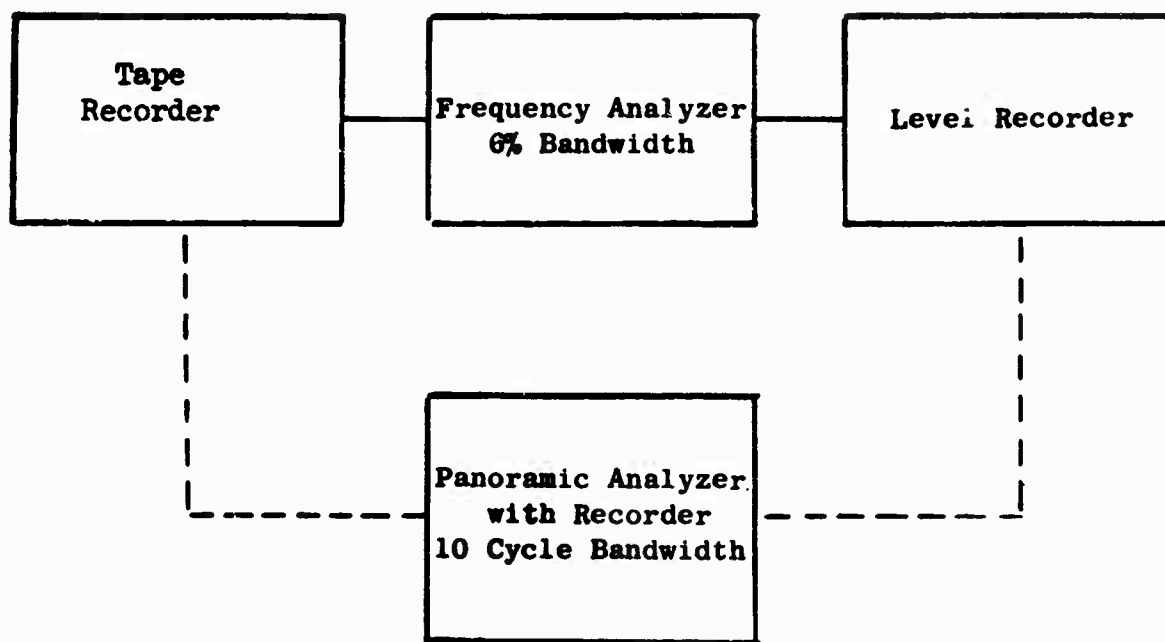 Tape
Recorder
Frequency Analyzer
6% Bandwidth
Level Recorder
Panoramic Analyzer
with Recorder
10 Cycle Bandwidth